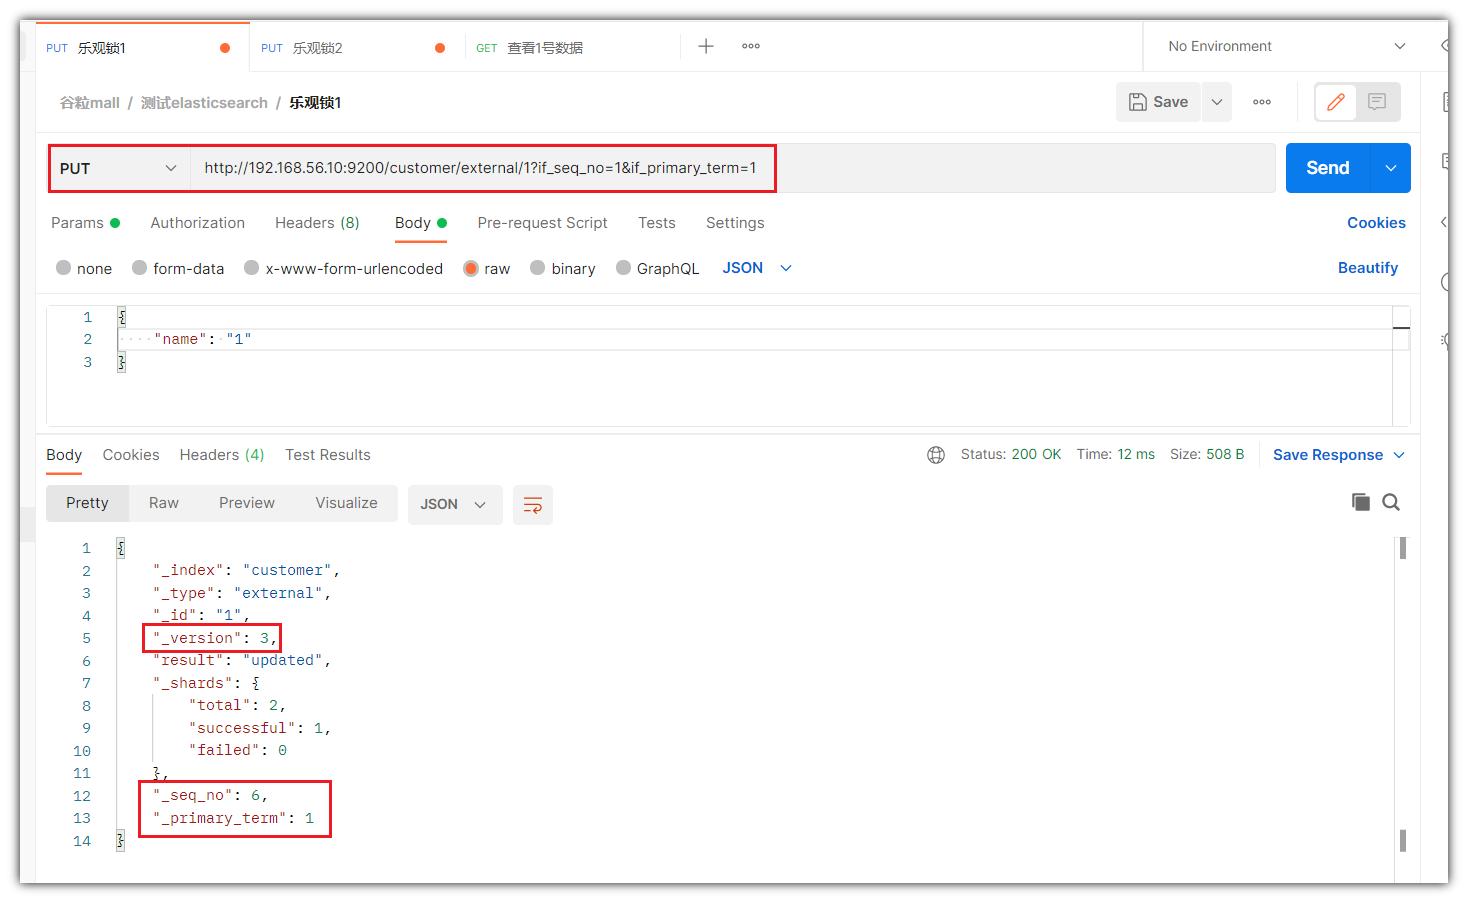 PUT 乐观锁1 PUT 乐观锁2 GET 查看1号数据 No Environment
谷粒mall / 测试elasticsearch / 乐观锁1 Save
PUT http://192.168.56.10:9200/customer/external/1?if_seq_no=1&if_primary_term=1 Send
Params Authorization Headers (8) Body Pre-request Script Tests Settings Cookies
none form-data x-www-form-urlencoded raw binary GraphQL JSON Beautify
1 {
2 "name": "1"
3 }
Body Cookies Headers (4) Test Results Status: 200 OK Time: 12 ms Size: 508 B Save Response
Pretty Raw Preview Visualize JSON
1 {
2 "_index": "customer",
3 "_type": "external",
4 "_id": "1",
5 "_version": 3,
6 "result": "updated",
7 "_shards": {
8 "total": 2,
9 "successful": 1,
10 "failed": 0
11 },
12 "_seq_no": 6,
13 "_primary_term": 1
14 }